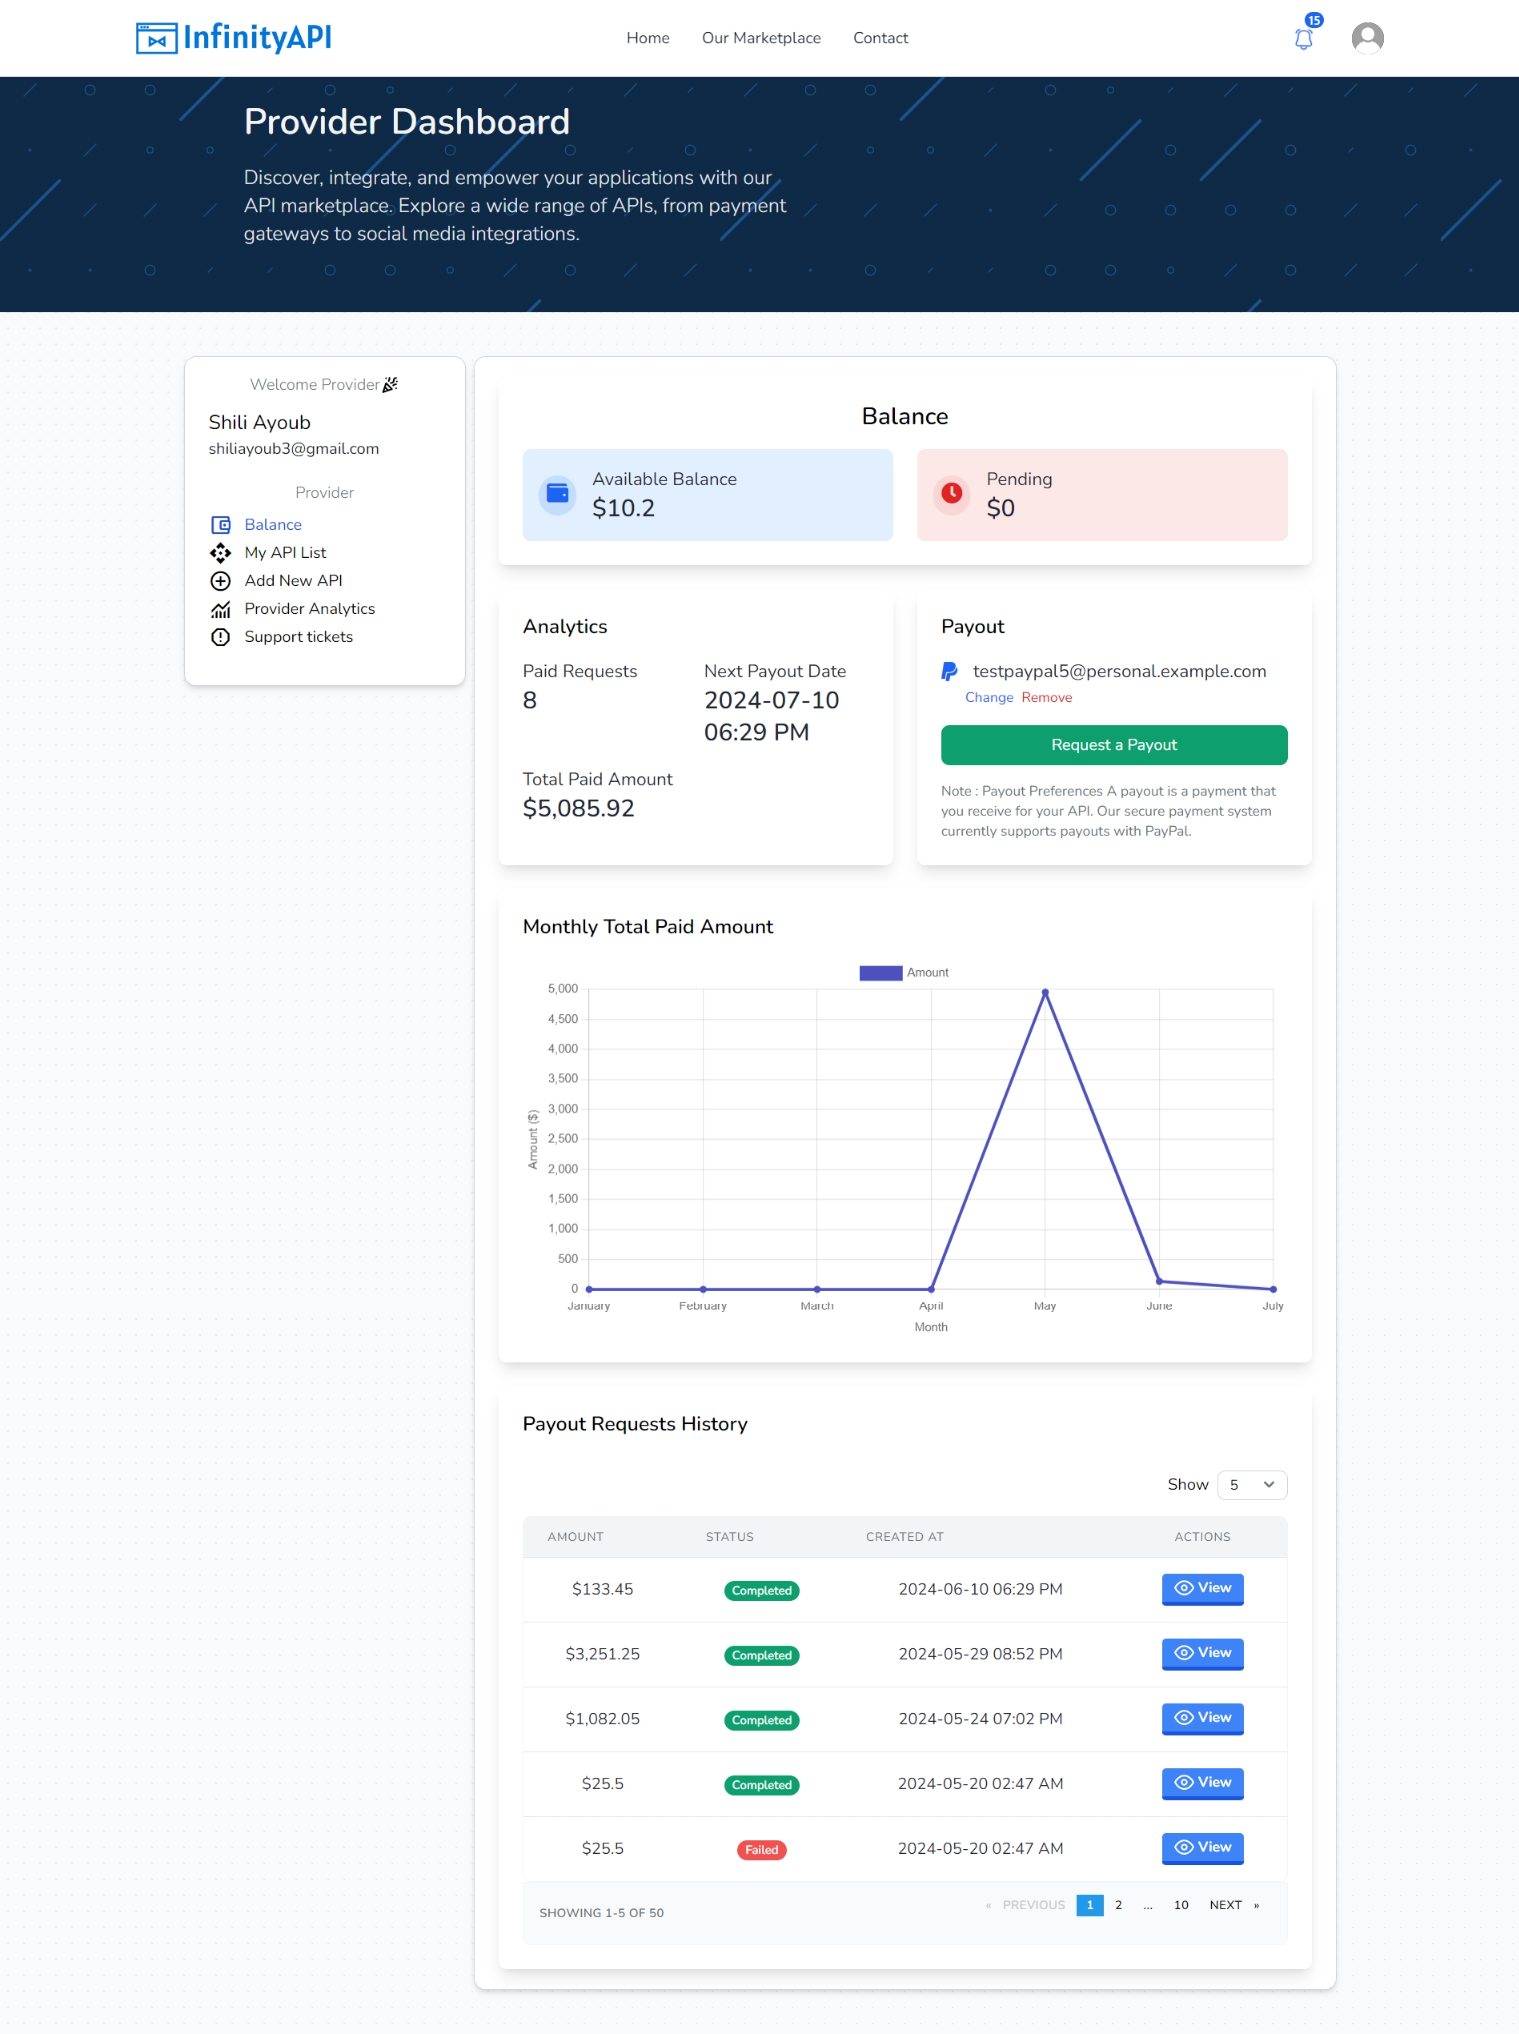 InfinityAPI
Home
Our Marketplace
Contact
15
Provider Dashboard
Discover, integrate, and empower your applications with our
API marketplace. Explore a wide range of APIs, from payment
gateways to social media integrations.
Welcome Provider
Shili Ayoub
shiliayoub3@gmail.com
Provider
Balance
My API List
Add New API
Provider Analytics
Support tickets
Balance
Available Balance
$10.2
Pending
$0
Analytics
Paid Requests
8
Next Payout Date
2024-07-10
06:29 PM
Total Paid Amount
$5,085.92
Payout
testpaypal5@personal.example.com
Change Remove
Request a Payout
Note : Payout Preferences A payout is a payment that
you receive for your API. Our secure payment system
currently supports payouts with PayPal.
Monthly Total Paid Amount
Amount
5,000
4,500
4,000
3,500
3,000
2,500
2,000
1,500
1,000
500
0
Amount ($)
January February March April May June July
Month
Payout Requests History
Show 5
AMOUNT STATUS CREATED AT ACTIONS
$133.45 Completed 2024-06-10 06:29 PM View
$3,251.25 Completed 2024-05-29 08:52 PM View
$1,082.05 Completed 2024-05-24 07:02 PM View
$25.5 Completed 2024-05-20 02:47 AM View
$25.5 Failed 2024-05-20 02:47 AM View
SHOWING 1-5 OF 50
« PREVIOUS 1 2 ... 10 NEXT »